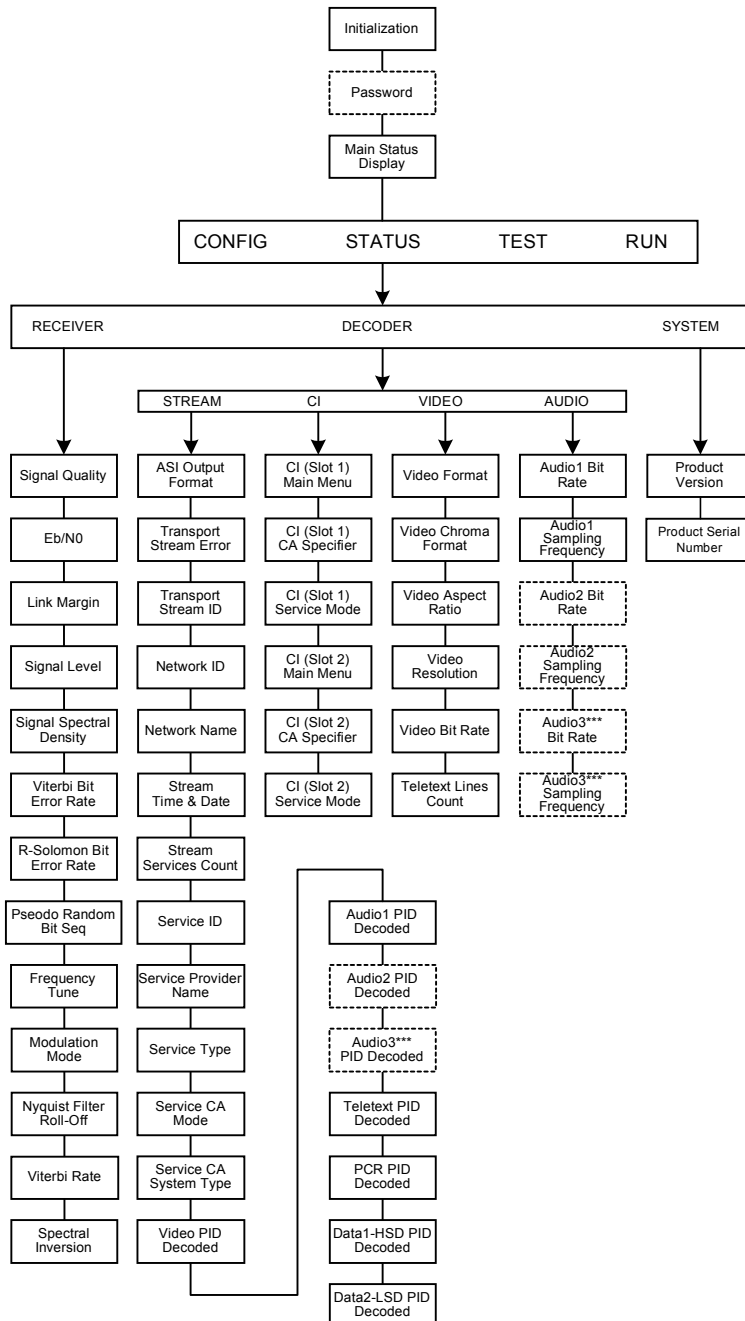 Initialization
Password
Main Status
Display
CONFIG STATUS TEST RUN
RECEIVER DECODER SYSTEM
STREAM CI VIDEO AUDIO
Signal Quality
Eb/N0
Link Margin
Signal Level
Signal Spectral
Density
Viterbi Bit
Error Rate
R-Solomon Bit
Error Rate
Pseodo Random
Bit Seq
Frequency
Tune
Modulation
Mode
Nyquist Filter
Roll-Off
Viterbi Rate
Spectral
Inversion
ASI Output
Format
Transport
Stream Error
Transport
Stream ID
Network ID
Network Name
Stream
Time & Date
Stream
Services Count
Service ID
Service Provider
Name
Service Type
Service CA
Mode
Service CA
System Type
Video PID
Decoded
CI (Slot 1)
Main Menu
CI (Slot 1)
CA Specifier
CI (Slot 1)
Service Mode
CI (Slot 2)
Main Menu
CI (Slot 2)
CA Specifier
CI (Slot 2)
Service Mode
Video Format
Video Chroma
Format
Video Aspect
Ratio
Video
Resolution
Video Bit Rate
Teletext Lines
Count
Audio1 Bit
Rate
Audio1
Sampling
Frequency
Audio2 Bit
Rate
Audio2
Sampling
Frequency
Audio3***
Bit Rate
Audio3***
Sampling
Frequency
Product
Version
Product Serial
Number
Audio1 PID
Decoded
Audio2 PID
Decoded
Audio3***
PID Decoded
Teletext PID
Decoded
PCR PID
Decoded
Data1-HSD PID
Decoded
Data2-LSD PID
Decoded